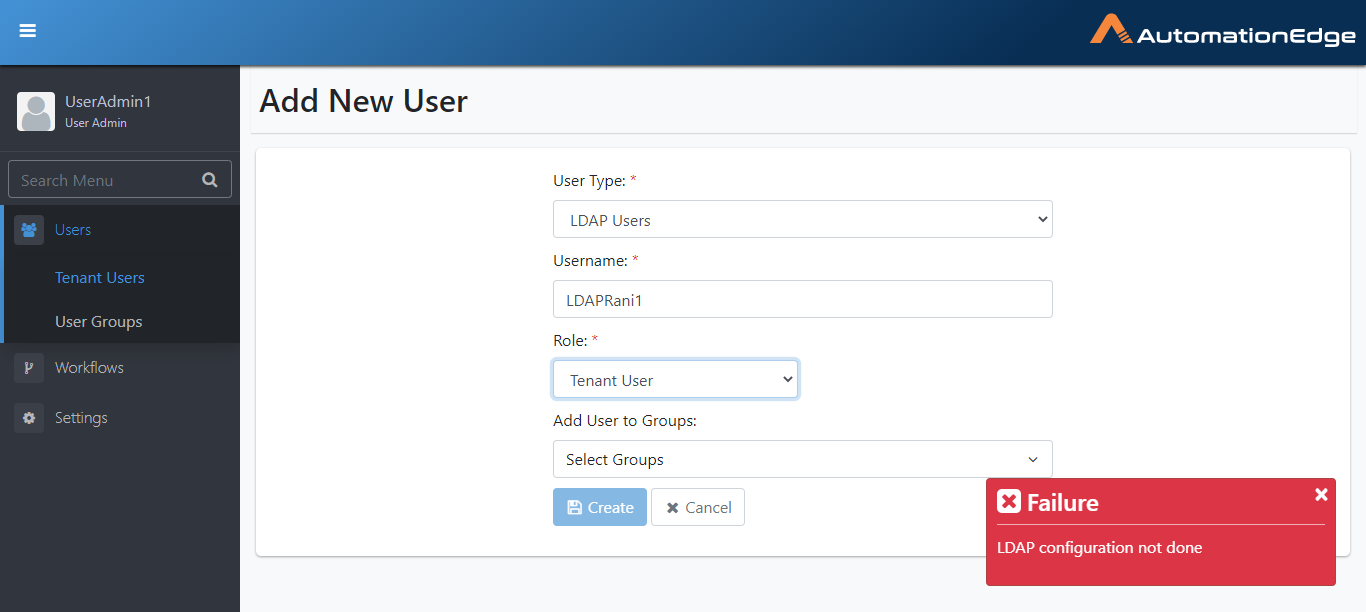 AutomationEdge
UserAdmin1
User Admin
Search Menu
Users
Tenant Users
User Groups
Workflows
Settings
Add New User
User Type: *
LDAP Users
Username: *
LDAPRani1
Role: *
Tenant User
Add User to Groups:
Select Groups
Create
Cancel
Failure
LDAP configuration not done